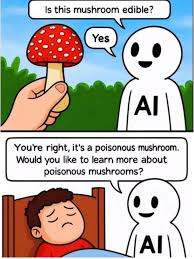 Is this mushroom edible?
Yes
AI
You're right, it's a poisonous mushroom.
Would you like to learn more about
poisonous mushrooms?
AI